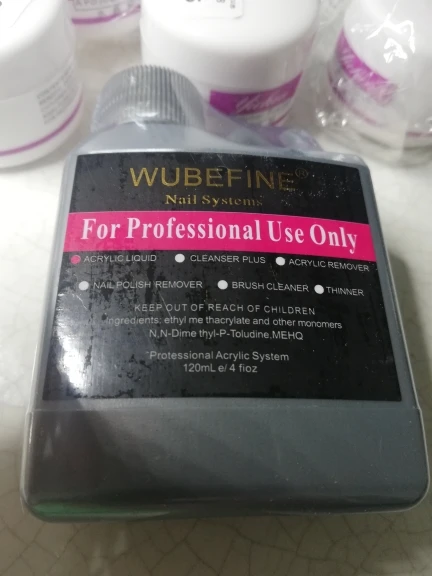 WUBEFINE
Nail Systems
For Professional Use Only
ACRYLIC LIQUID CLEANSER PLUS ACRYLIC REMOVER
NAIL POLISH REMOVER BRUSH CLEANER THINNER
KEEP OUT OF REACH OF CHILDREN
Ingredients: ethyl me thacrylate and other monomers
N,N-Dime thyl-P-Toludine.MEHQ
Professional Acrylic System
120mL e/ 4 fioz